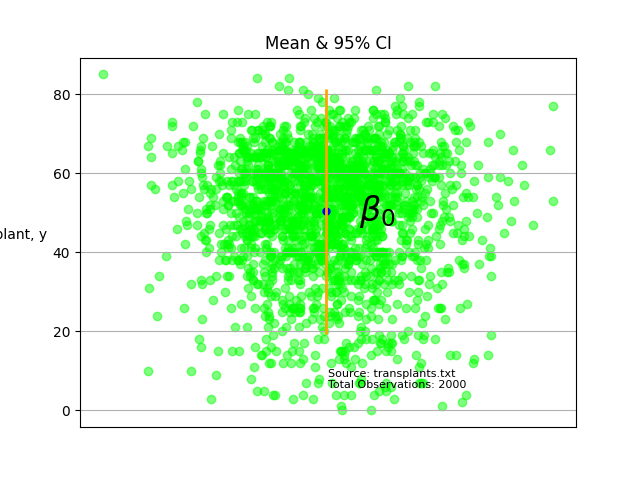 Mean & 95% CI
80
60
plant, y
β0
40
20
Source: transplants.txt
Total Observations: 2000
0